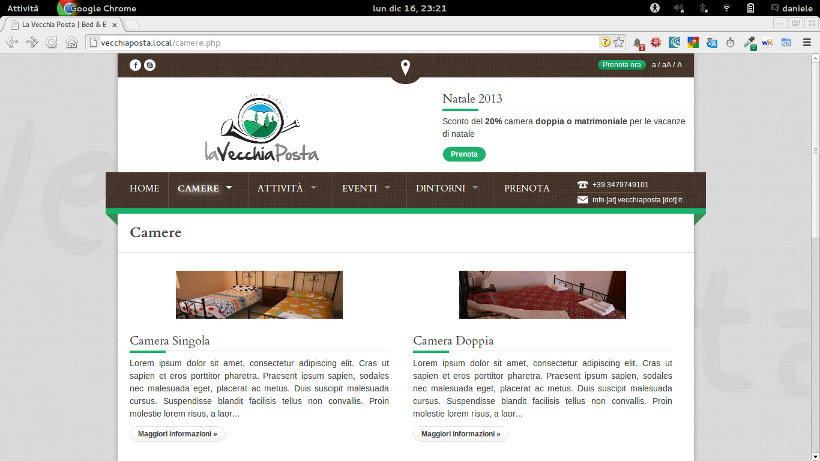 Attività
Google Chrome
lun dic 16, 23:21
daniele
La Vecchia Posta | Bed & B
vecchiaposta.local/camere.php
Prenota ora
a / aA / A
la Vecchia Posta
Natale 2013
Sconto del 20% camera doppia o matrimoniale per le vacanze
di natale
Prenota
HOME
CAMERE
ATTIVITÀ
EVENTI
DINTORNI
PRENOTA
+39 3479749101
info [at] vecchiaposta [dot] it
Camere
Camera Singola
Lorem ipsum dolor sit amet, consectetur adipiscing elit. Cras ut
sapien et eros porttitor pharetra. Praesent ipsum sapien, sodales
nec malesuada eget, placerat ac metus. Duis suscipit malesuada
cursus. Suspendisse blandit facilisis tellus non convallis. Proin
molestie lorem risus, a laor...
Maggiori informazioni »
Camera Doppia
Lorem ipsum dolor sit amet, consectetur adipiscing elit. Cras ut
sapien et eros porttitor pharetra. Praesent ipsum sapien, sodales
nec malesuada eget, placerat ac metus. Duis suscipit malesuada
cursus. Suspendisse blandit facilisis tellus non convallis. Proin
molestie lorem risus, a laor...
Maggiori informazioni »